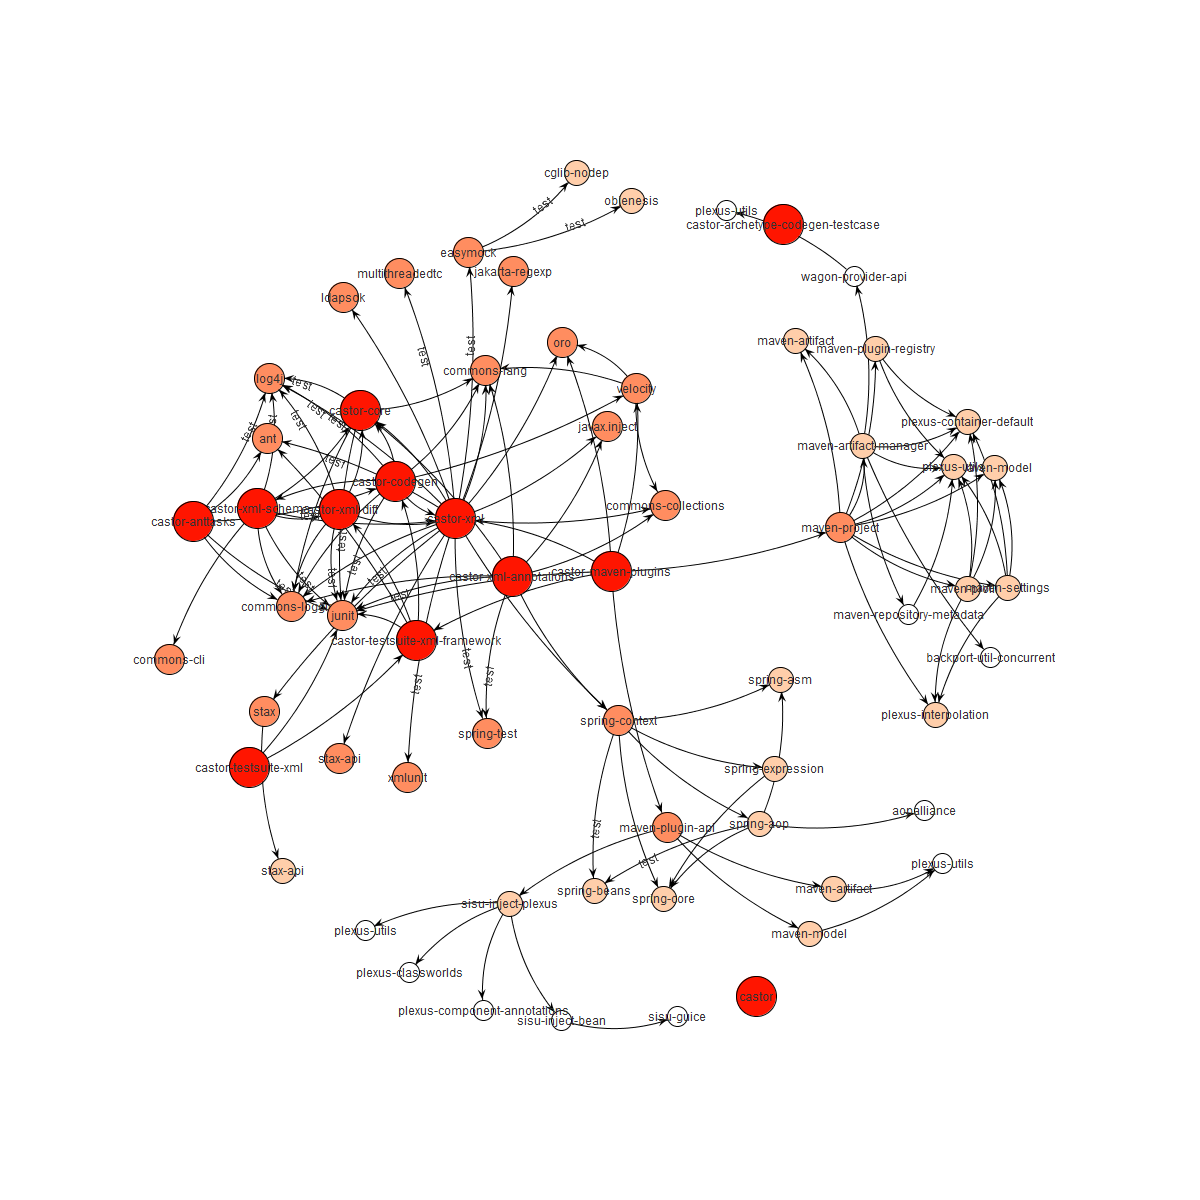 cglib-nodep
test
objenesis
test
plexus-utils
castor-archetype-codegen-testcase
easymock
multithreadedtc
jakarta-regexp
wagon-provider-api
ldapsdk
maven-artifact
oro
maven-plugin-registry
test
test
commons-lang
log4j
test
velocity
castor-core
test
test
test
test
javax.inject
plexus-container-default
test
ant
maven-artifact-manager
test
plexus-utils
maven-model
castor-codegen
castor-xml-schema
castor-xml-diff
commons-collections
castor-anttasks
test
castor-xml
maven-project
test
test
test
castor-xml-annotations
castor-maven-plugins
test
test
maven-profile
maven-settings
test
commons-logging
junit
maven-repository-metadata
castor-testsuite-xml-framework
commons-cli
test
backport-util-concurrent
test
test
spring-asm
stax
plexus-interpolation
spring-context
spring-test
stax-api
castor-testsuite-xml
spring-expression
xmlunit
aopalliance
spring-aop
maven-plugin-api
test
test
plexus-utils
stax-api
maven-artifact
spring-beans
spring-core
sisu-inject-plexus
plexus-utils
maven-model
plexus-classworlds
castor
plexus-component-annotations
sisu-inject-bean
sisu-guice